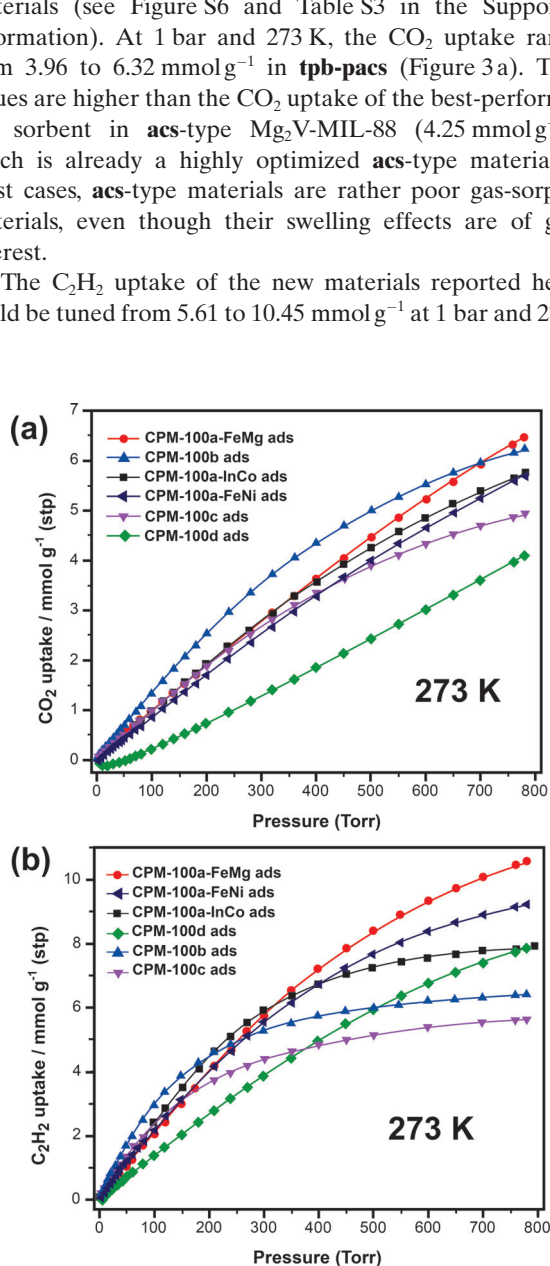 terials (see Figure S6 and Table S3 in the Suppor
ormation). At 1 bar and 273 K, the CO₂ uptake ran
m 3.96 to 6.32 mmol g⁻¹ in tpb-pacs (Figure 3 a). T
ues are higher than the CO₂ uptake of the best-perform
sorbent in acs-type Mg₂V-MIL-88 (4.25 mmol g
ch is already a highly optimized acs-type materia
st cases, acs-type materials are rather poor gas-sorp
terials, even though their swelling effects are of g
erest.
The C₂H₂ uptake of the new materials reported he
ld be tuned from 5.61 to 10.45 mmol g⁻¹ at 1 bar and 2
(a)
7
6
5
4
3
2
1
0
CO₂ uptake / mmol g⁻¹ (stp)
CPM-100a-FeMg ads
CPM-100b ads
CPM-100a-InCo ads
CPM-100a-FeNi ads
CPM-100c ads
CPM-100d ads
273 K
0 100 200 300 400 500 600 700 800
Pressure (Torr)
(b)
10
8
6
4
2
0
C₂H₂ uptake / mmol g⁻¹ (stp)
CPM-100a-FeMg ads
CPM-100a-FeNi ads
CPM-100a-InCo ads
CPM-100d ads
CPM-100b ads
CPM-100c ads
273 K
0 100 200 300 400 500 600 700 800
Pressure (Torr)